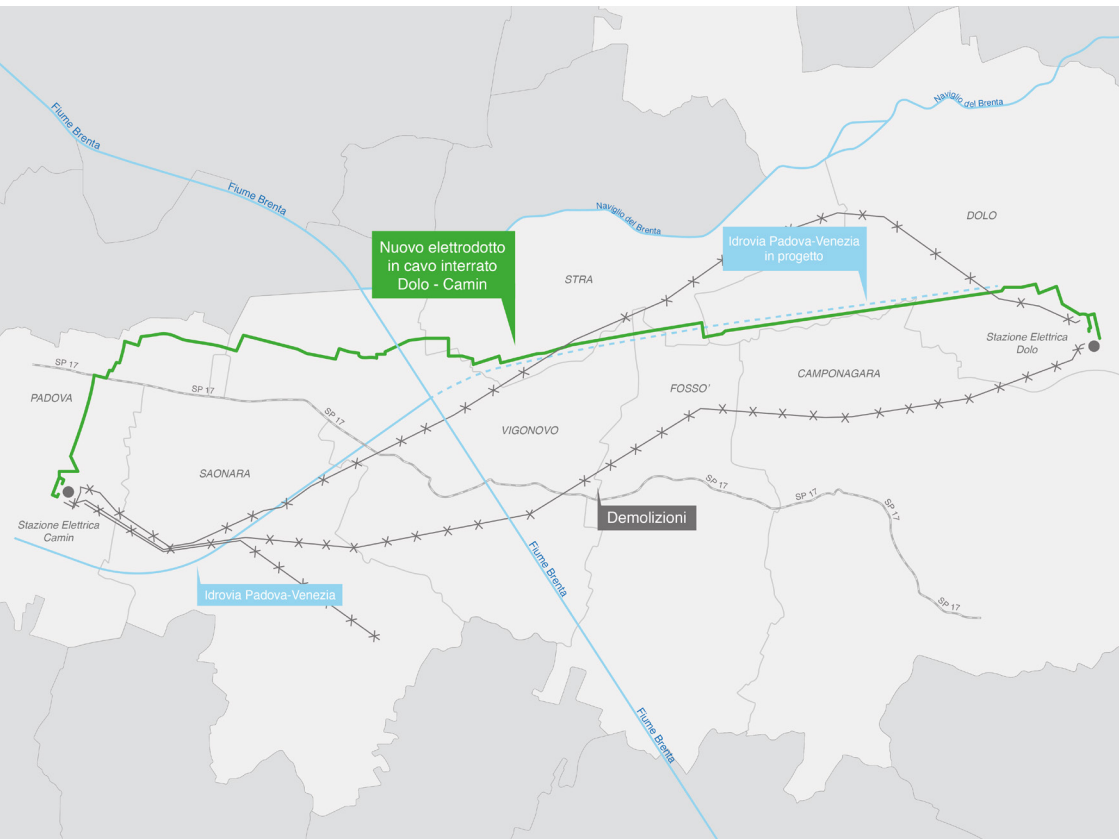 Naviglio del Brenta
Fiume Brenta
Fiume Brenta
Naviglio del Brenta
DOLO
Nuovo elettrodotto
in cavo interrato
Dolo - Camin
Idrovia Padova-Venezia
in progetto
STRA
Stazione Elettrica
Dolo
SP 17
CAMPONAGARA
SP 17
FOSSO'
PADOVA
SP 17
VIGONOVO
SAONARA
SP 17
SP 17
SP 17
Stazione Elettrica
Camin
Demolizioni
Fiume Brenta
Idrovia Padova-Venezia
SP 17
Fiume Brenta